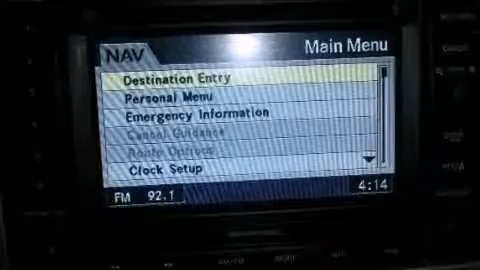 NAV
Main Menu
Destination Entry
Personal Menu
Emergency Information
Cancel Guidance
Route Options
Clock Setup
FM 92.1
4:14